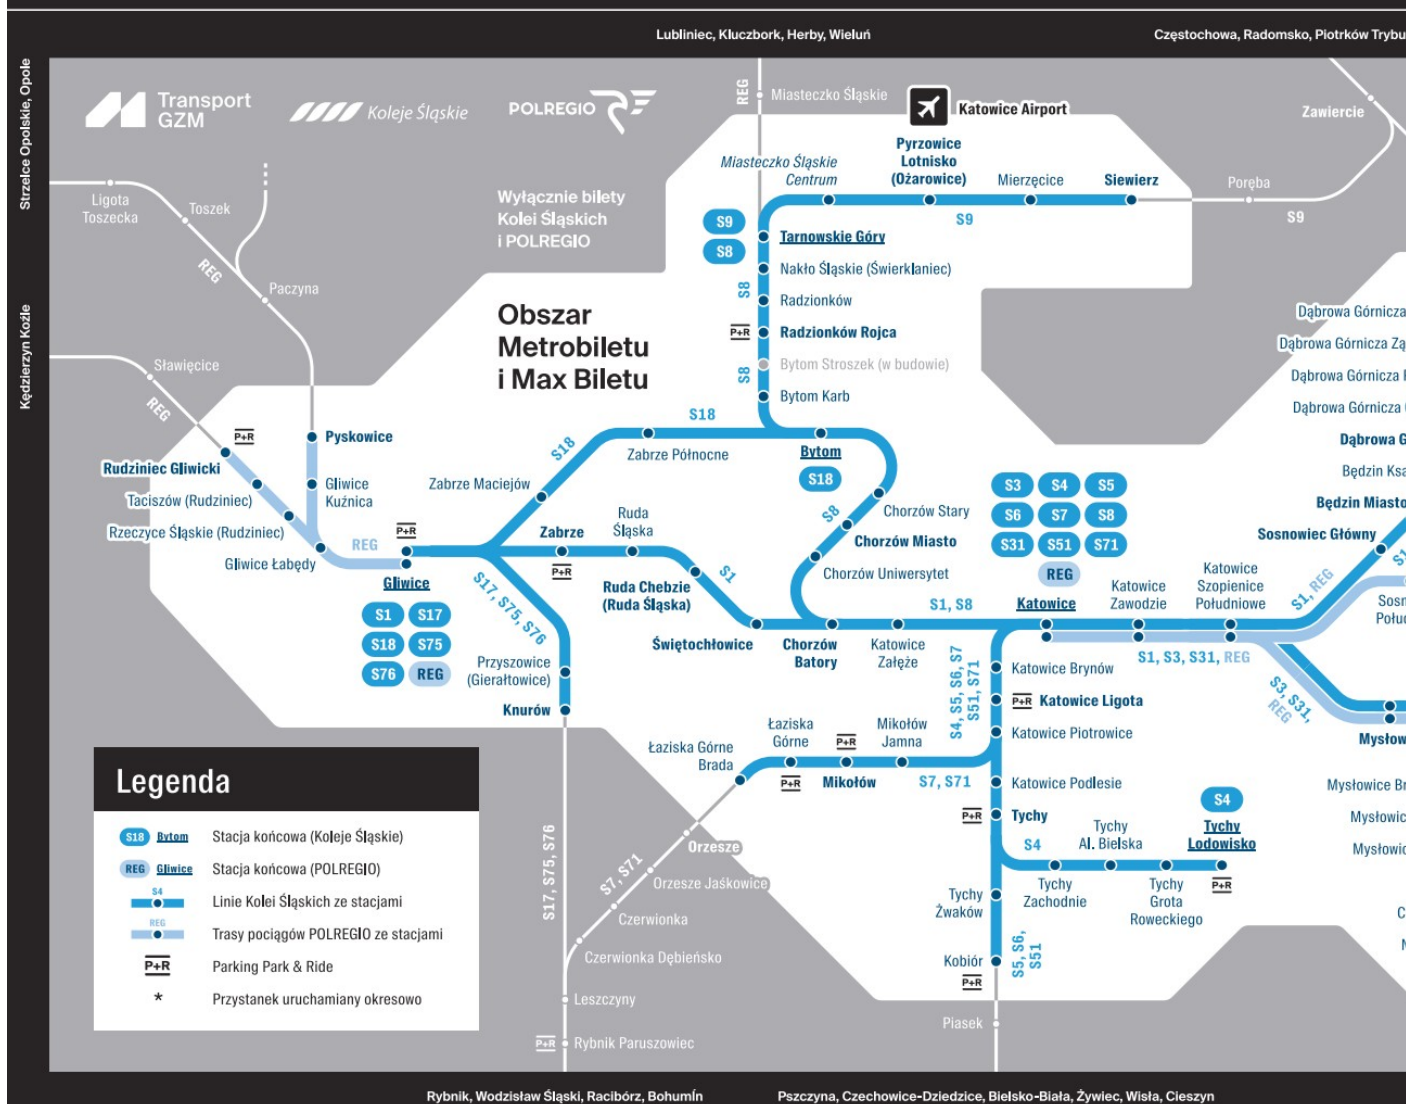 Lubliniec, Kluczbork, Herby, Wieluń
Częstochowa, Radomsko, Piotrków Trybu
Strzelce Opolskie, Opole
Kędzierzyn Koźle
Transport
GZM
Koleje Śląskie
POLREGIO
REG
Miasteczko Śląskie
Katowice Airport
Zawiercie
Ligota
Toszecka
Toszek
REG
Paczyna
Sławięcice
REG
Wyłącznie bilety
Kolei Śląskich
i POLREGIO
Miasteczko Śląskie
Centrum
Pyrzowice
Lotnisko
(Ożarowice)
Mierzęcice
Siewierz
Poręba
S9
S9
S9
S8
Tarnowskie Góry
Nakło Śląskie (Świerklaniec)
S8
Radzionków
P+R
Radzionków Rojca
Bytom Stroszek (w budowie)
S8
Bytom Karb
Obszar
Metrobiletu
i Max Biletu
Dąbrowa Górnicza
Dąbrowa Górnicza Zą
Dąbrowa Górnicza
Dąbrowa Górnicza
Dąbrowa G
Będzin Ksa
Będzin Miasto
Sosnowiec Główny
S18
S18
Zabrze Północne
Bytom
S18
Zabrze Maciejów
P+R
Pyskowice
Rudziniec Gliwicki
Taciszów (Rudziniec)
Gliwice
Kuźnica
Rzeczyce Śląskie (Rudziniec)
Gliwice Łabędy
REG
P+R
Gliwice
S1
S17
S18
S75
S76
REG
Zabrze
P+R
Ruda
Śląska
Ruda Chebzie
(Ruda Śląska)
S1
Świętochłowice
S8
Chorzów Stary
Chorzów Miasto
Chorzów Uniwersytet
Chorzów
Batory
S1, S8
Katowice
Załęże
S3
S4
S5
S6
S7
S8
S31
S51
S71
REG
Katowice
Katowice
Zawodzie
Katowice
Szopienice
Południowe
S1, REG
S1
Sosn
Połud
S1, S3, S31, REG
S3, S31,
REG
Mysłow
Mysłowice Br
Mysłowic
Mysłowic
C
S17, S75, S76
Przyszowice
(Gierałtowice)
Knurów
S4, S5, S6, S7
S51, S71
Katowice Brynów
P+R
Katowice Ligota
Katowice Piotrowice
Katowice Podlesie
Łaziska Górne
Brada
Łaziska
Górne
P+R
P+R
Mikołów
Mikołów
Jamna
S7, S71
P+R
Tychy
S4
Tychy
Zachodnie
Tychy
Al. Bielska
Tychy
Grota
Roweckiego
S4
Tychy
Lodowisko
P+R
Tychy
Żwaków
S5, S6,
S51
Kobiór
P+R
Piasek
Orzesze
Orzesze Jaśkowice
S7, S71
Czerwionka
Czerwionka Dębieńsko
S17, S75, S76
Leszczyny
P+R
Rybnik Paruszowiec
Legenda
S18 Bytom Stacja końcowa (Koleje Śląskie)
REG Gliwice Stacja końcowa (POLREGIO)
S4 Linie Kolei Śląskich ze stacjami
REG Trasy pociągów POLREGIO ze stacjami
P+R Parking Park & Ride
* Przystanek uruchamiany okresowo
Rybnik, Wodzisław Śląski, Racibórz, Bohumín
Pszczyna, Czechowice-Dziedzice, Bielsko-Biała, Żywiec, Wisła, Cieszyn